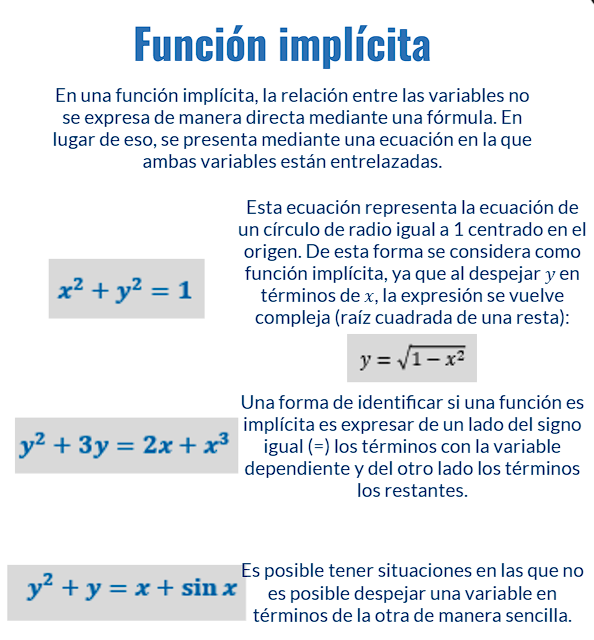 Función implícita
En una función implícita, la relación entre las variables no
se expresa de manera directa mediante una fórmula. En
lugar de eso, se presenta mediante una ecuación en la que
ambas variables están entrelazadas.
Esta ecuación representa la ecuación de
un círculo de radio igual a 1 centrado en el
origen. De esta forma se considera como
función implícita, ya que al despejar y en
términos de x, la expresión se vuelve
compleja (raíz cuadrada de una resta):
x² + y² = 1
y = √1 − x²
Una forma de identificar si una función es
implícita es expresar de un lado del signo
igual (=) los términos con la variable
dependiente y del otro lado los términos
los restantes.
y² + 3y = 2x + x³
Es posible tener situaciones en las que no
es posible despejar una variable en
términos de la otra de manera sencilla.
y² + y = x + sin x